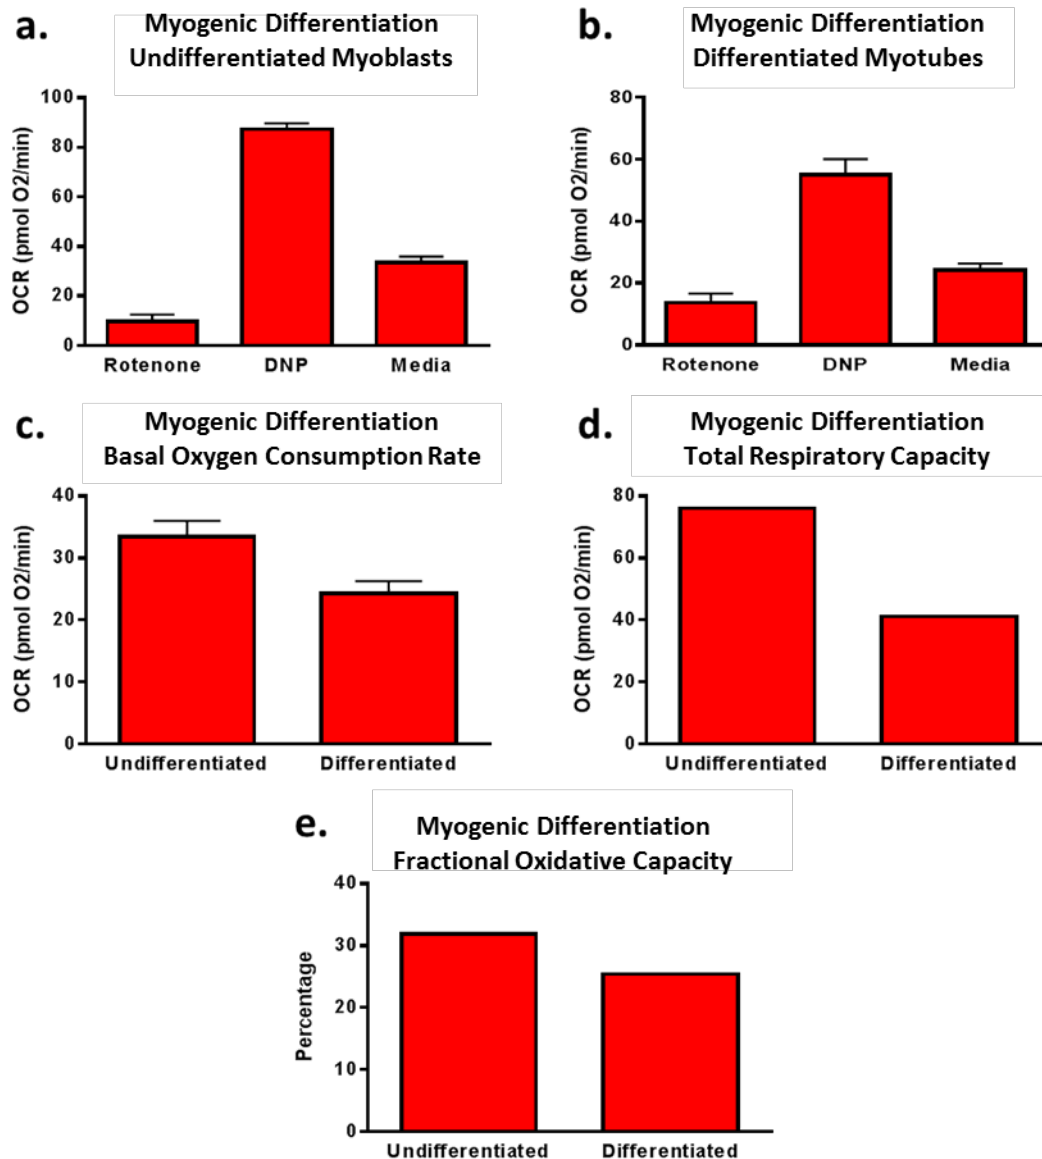 a.
Myogenic Differentiation
Undifferentiated Myoblasts
OCR (pmol O2/min)
100
80
60
40
20
0
Rotenone DNP Media
b.
Myogenic Differentiation
Differentiated Myotubes
OCR (pmol O2/min)
80
60
40
20
0
Rotenone DNP Media
c.
Myogenic Differentiation
Basal Oxygen Consumption Rate
OCR (pmol O2/min)
40
30
20
10
0
Undifferentiated Differentiated
d.
Myogenic Differentiation
Total Respiratory Capacity
OCR (pmol O2/min)
80
60
40
20
0
Undifferentiated Differentiated
e.
Myogenic Differentiation
Fractional Oxidative Capacity
Percentage
40
30
20
10
0
Undifferentiated Differentiated